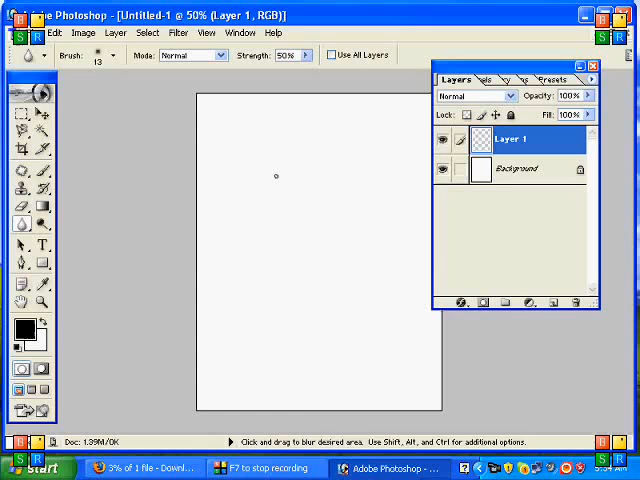 Adobe Photoshop - [Untitled-1 @ 50% (Layer 1, RGB)]
Edit Image Layer Select Filter View Window Help
Brush: 13 Mode: Normal Strength: 50% Use All Layers
Layers Presets
Normal Opacity: 100%
Lock: Fill: 100%
Layer 1
Background
T
Doc: 1.39M/0K Click and drag to blur desired area. Use Shift, Alt, and Ctrl for additional options.
start 3% of 1 file - Downl... F7 to stop recording Adobe Photoshop - ...
B
S R
B
S R
B
S R
B
S R